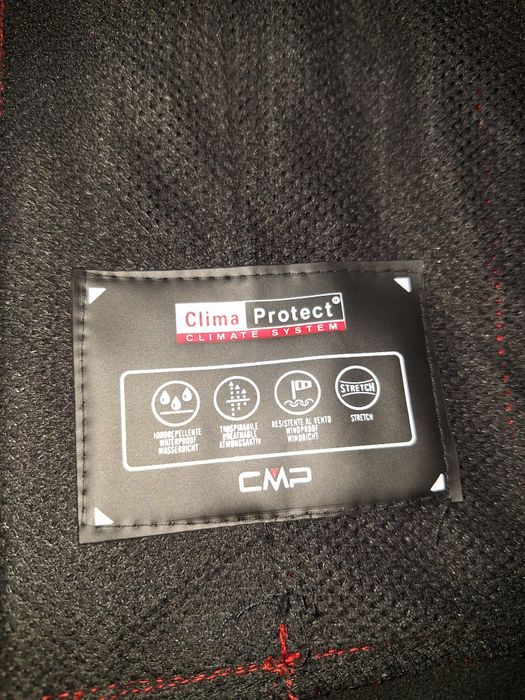 Clima Protect®
CLIMATE SYSTEM
STRETCH
IDROREPELLENTE
WATERPROOF
WASSERDICHT
TRASPIRABILE
BREATHABLE
ATMUNGSAKTIV
RESISTENTE AL VENTO
WINDPROOF
WINDDICHT
STRETCH
CMP